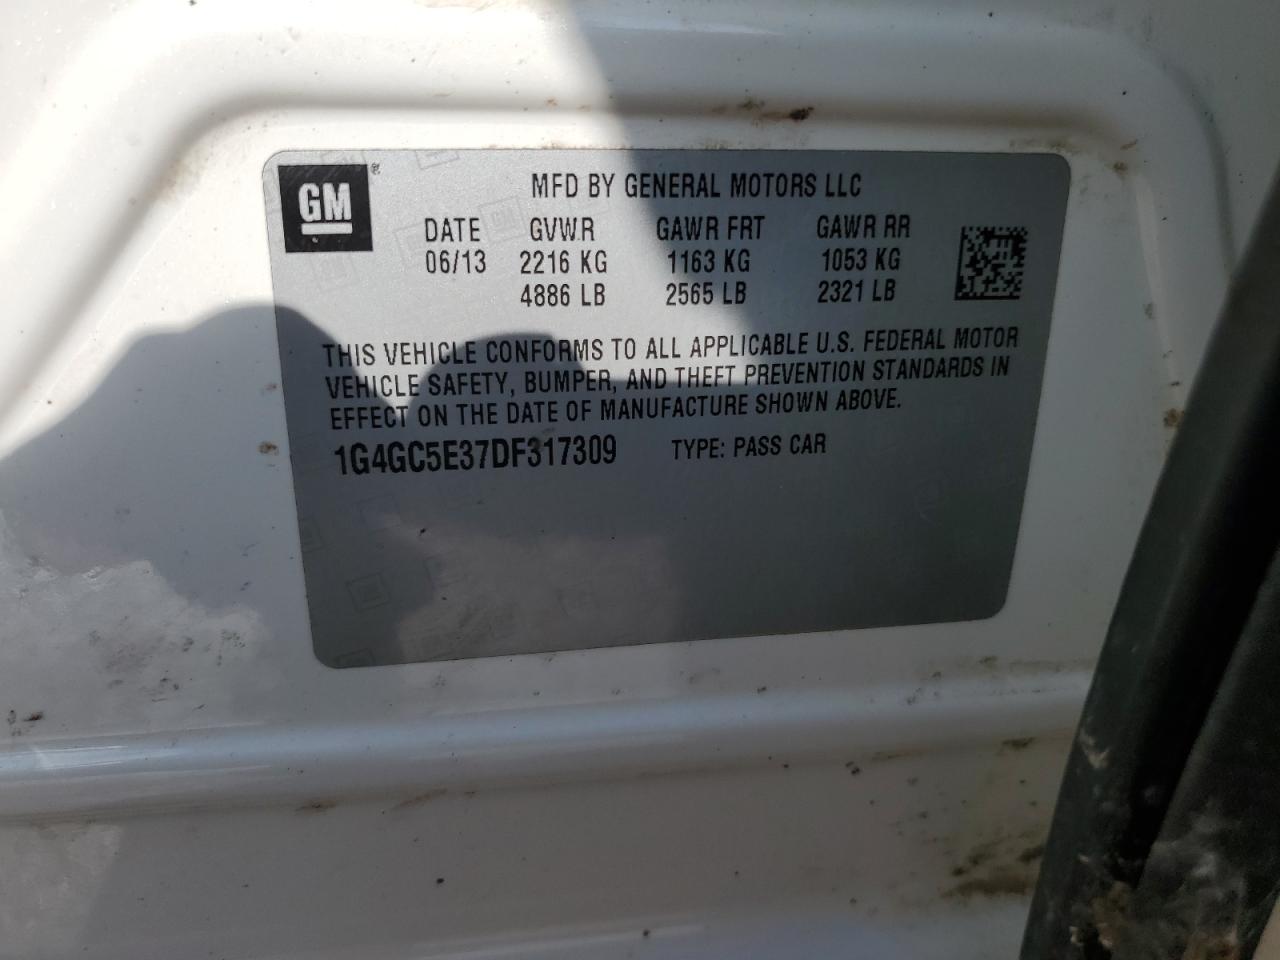 GM ®
MFD BY GENERAL MOTORS LLC
DATE GVWR GAWR FRT GAWR RR
06/13 2216 KG 1163 KG 1053 KG
4886 LB 2565 LB 2321 LB
THIS VEHICLE CONFORMS TO ALL APPLICABLE U.S. FEDERAL MOTOR
VEHICLE SAFETY, BUMPER, AND THEFT PREVENTION STANDARDS IN
EFFECT ON THE DATE OF MANUFACTURE SHOWN ABOVE.
1G4GC5E37DF317309 TYPE: PASS CAR